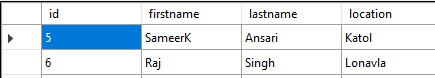 id firstname lastname location
5 SameerK Ansari Katol
6 Raj Singh Lonavla